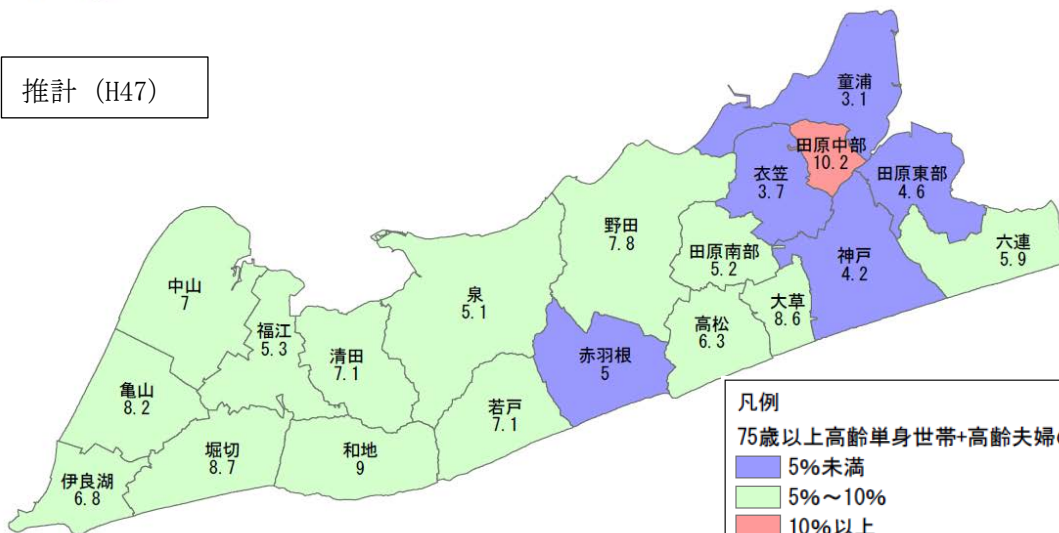 推計 (H47)
童浦
3.1
田原中部
10.2
衣笠
3.7
田原東部
4.6
野田
7.8
田原南部
5.2
神戸
4.2
六連
5.9
中山
7
泉
5.1
大草
8.6
福江
5.3
高松
6.3
清田
7.1
赤羽根
5
亀山
8.2
若戸
7.1
堀切
8.7
和地
9
伊良湖
6.8
凡例
75歳以上高齢単身世帯+高齢夫婦
5%未満
5%～10%
10%以上